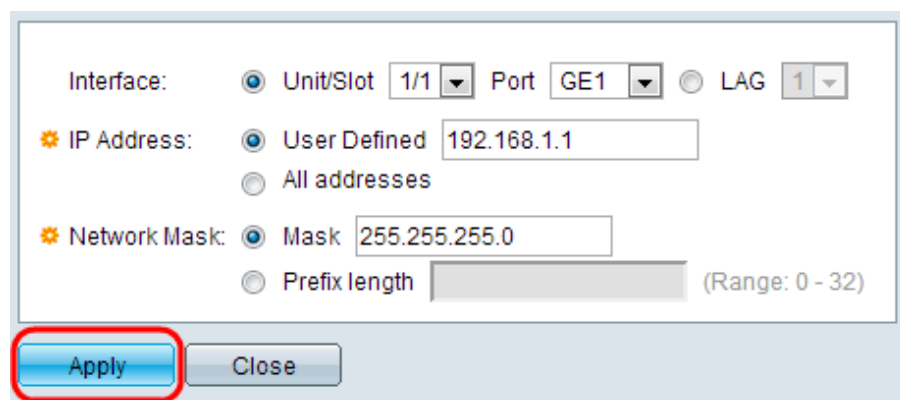 Interface: Unit/Slot 1/1 Port GE1 LAG 1
IP Address: User Defined 192.168.1.1
All addresses
Network Mask: Mask 255.255.255.0
Prefix length (Range: 0 - 32)
Apply Close